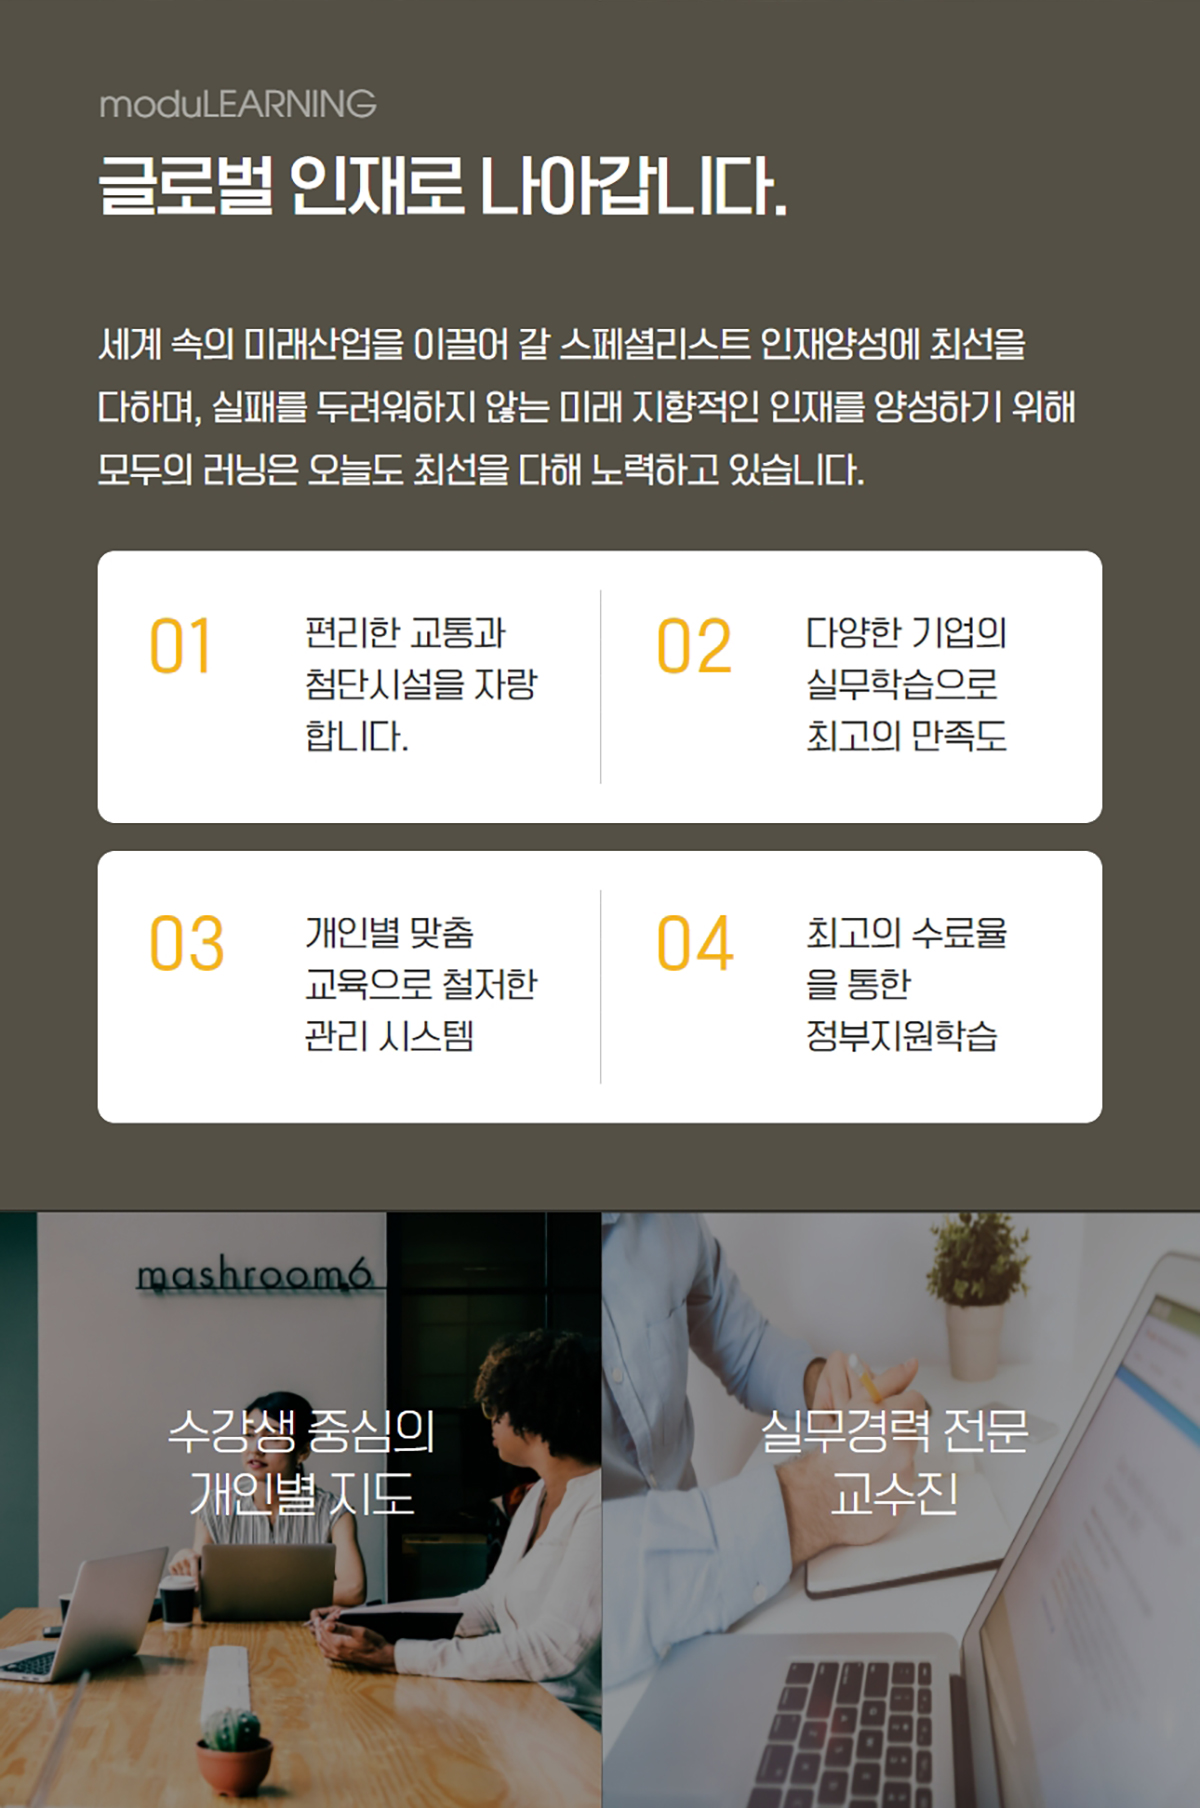 moduLEARNING
글로벌 인재로 나아갑니다.
세계 속의 미래산업을 이끌어 갈 스페셜리스트 인재양성에 최선을
다하며, 실패를 두려워하지 않는 미래 지향적인 인재를 양성하기 위해
모두의 러닝은 오늘도 최선을 다해 노력하고 있습니다.
01
편리한 교통과
첨단시설을 자랑
합니다.
02
다양한 기업의
실무학습으로
최고의 만족도
03
개인별 맞춤
교육으로 철저한
관리 시스템
04
최고의 수료율
을 통한
정부지원학습
mashroom6
수강생 중심의
개인별 지도
실무경력 전문
교수진